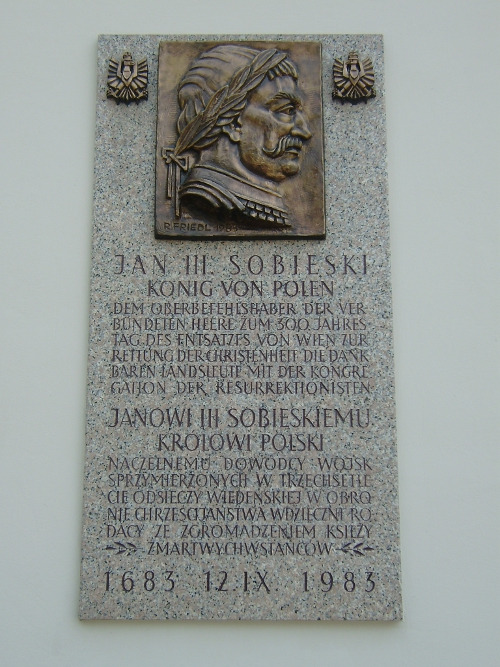 R. FRIEDL 1983
JAN III. SOBIESKI
KÖNIG VON POLEN
DEM OBERBEFEHLSHABER DER VER-
BÜNDETEN HEERE ZUM 300. JAHRES-
TAG DES ENTSATZES VON WIEN ZUR
RETTUNG DER CHRISTENHEIT DIE DANK-
BAREN LANDSLEUTE MIT DER KONGRE-
GATION DER RESURREKTIONISTEN
JANOWI III SOBIESKIEMU
KRÓLOWI POLSKI
NACZELNEMU DOWÓDCY WOJSK
SPRZYMIERZONYCH W TRZECHSETLE-
CIE ODSIECZY WIEDEŃSKIEJ W OBRO-
NIE CHRZEŚCIJAŃSTWA WDZIĘCZNI RO-
DACY ZE ZGROMADZENIEM KSIĘŻY
ZMARTWYCHWSTAŃCÓW
1683 12.IX. 1983